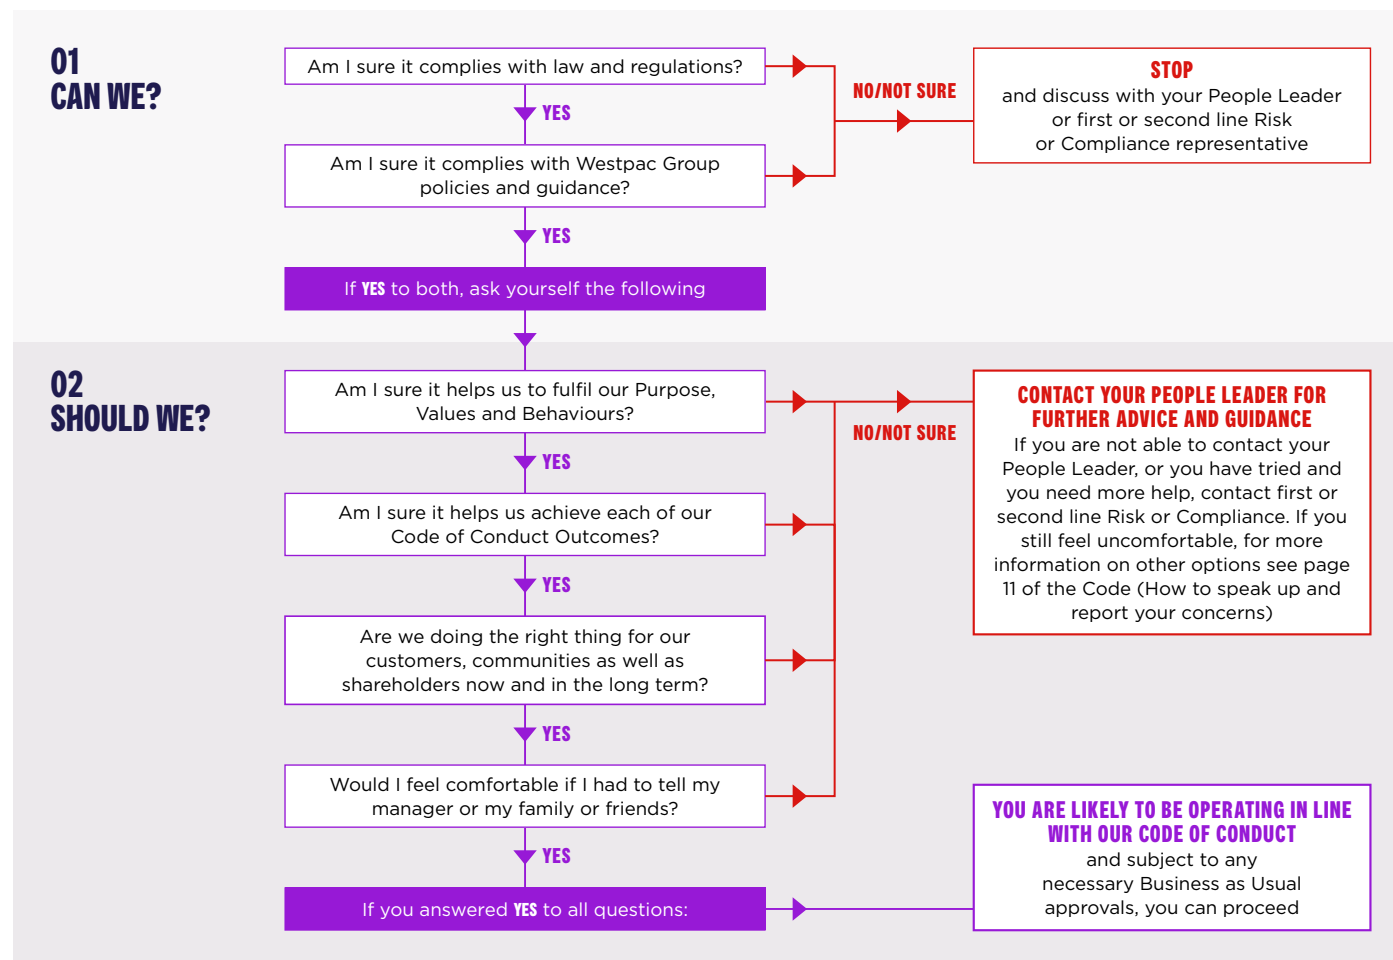 01
CAN WE?
Am I sure it complies with law and regulations?
YES
Am I sure it complies with Westpac Group
policies and guidance?
YES
If YES to both, ask yourself the following
NO/NOT SURE
STOP
and discuss with your People Leader
or first or second line Risk
or Compliance representative
02
SHOULD WE?
Am I sure it helps us to fulfil our Purpose,
Values and Behaviours?
YES
Am I sure it helps us achieve each of our
Code of Conduct Outcomes?
YES
Are we doing the right thing for our
customers, communities as well as
shareholders now and in the long term?
YES
Would I feel comfortable if I had to tell my
manager or my family or friends?
YES
If you answered YES to all questions:
NO/NOT SURE
CONTACT YOUR PEOPLE LEADER FOR
FURTHER ADVICE AND GUIDANCE
If you are not able to contact your
People Leader, or you have tried and
you need more help, contact first or
second line Risk or Compliance. If you
still feel uncomfortable, for more
information on other options see page
11 of the Code (How to speak up and
report your concerns)
YOU ARE LIKELY TO BE OPERATING IN LINE
WITH OUR CODE OF CONDUCT
and subject to any
necessary Business as Usual
approvals, you can proceed